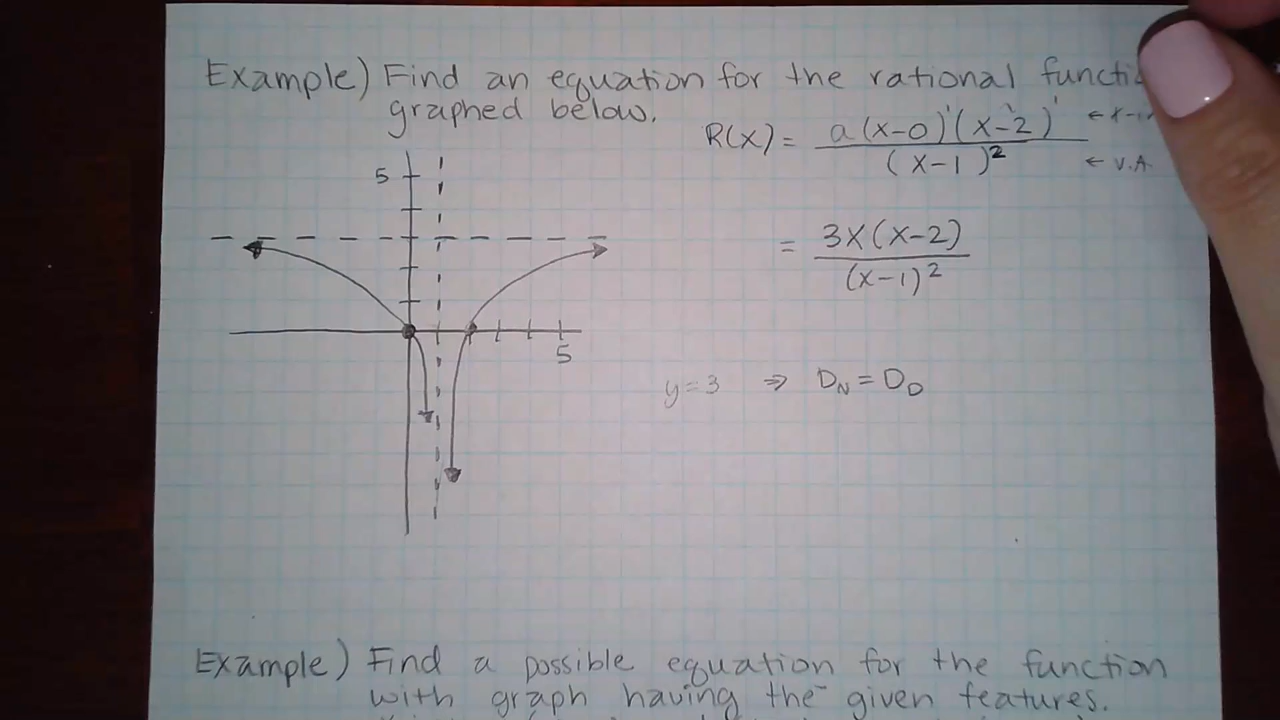 Example) Find an equation for the rational
graphed below.
R(x) = a(x-0)¹(x-2)¹ / (x-1)²
← V.A
5
= 3x(x-2) / (x-1)²
5
y=3 ⇒ D_N = D_D
Example) Find a possible equation for the function
with graph having the given features.